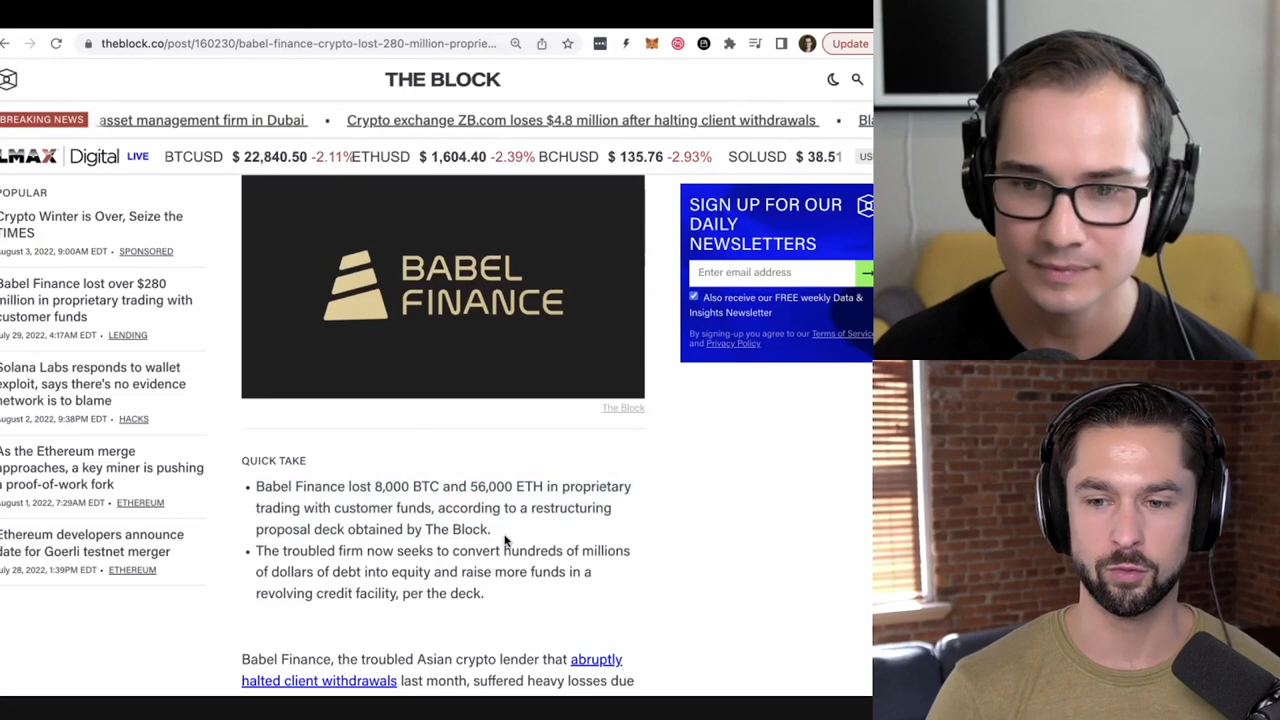 theblock.co/post/160230/babel-finance-crypto-lost-280-million-proprie...
Update
THE BLOCK
BREAKING NEWS
asset management firm in Dubai • Crypto exchange ZB.com loses $4.8 million after halting client withdrawals • Bl
LMAX Digital LIVE BTCUSD $ 22,840.50 -2.11% ETHUSD $ 1,604.40 -2.39% BCHUSD $ 135.76 -2.93% SOLUSD $ 38.51 US
POPULAR
Crypto Winter is Over, Seize the
TIMES
August 3, 2022, 9:00AM EDT • SPONSORED
Babel Finance lost over $280
million in proprietary trading with
customer funds
July 29, 2022, 4:17AM EDT • LENDING
Solana Labs responds to wallet
exploit, says there's no evidence
network is to blame
August 2, 2022, 9:38PM EDT • HACKS
As the Ethereum merge
approaches, a key miner is pushing
a proof-of-work fork
August 1, 2022, 7:29AM EDT • ETHEREUM
Ethereum developers announce
date for Goerli testnet merger
July 28, 2022, 1:39PM EDT • ETHEREUM
BABEL
FINANCE
The Block
QUICK TAKE
• Babel Finance lost 8,000 BTC and 56,000 ETH in proprietary
trading with customer funds, according to a restructuring
proposal deck obtained by The Block.
• The troubled firm now seeks to convert hundreds of millions
of dollars of debt into equity and raise more funds in a
revolving credit facility, per the deck.
Babel Finance, the troubled Asian crypto lender that abruptly
halted client withdrawals last month, suffered heavy losses due
SIGN UP FOR OUR
DAILY
NEWSLETTERS
Enter email address
Also receive our FREE weekly Data &
Insights Newsletter
By signing-up you agree to our Terms of Service
and Privacy Policy